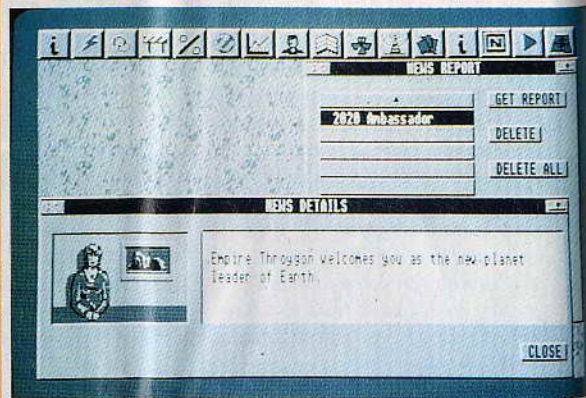 NEWS REPORT
GET REPORT
2020 Ambassador
DELETE
DELETE ALL
NEWS DETAILS
Empire Throygon welcomes you as the new planet
leader of Earth.
CLOSE